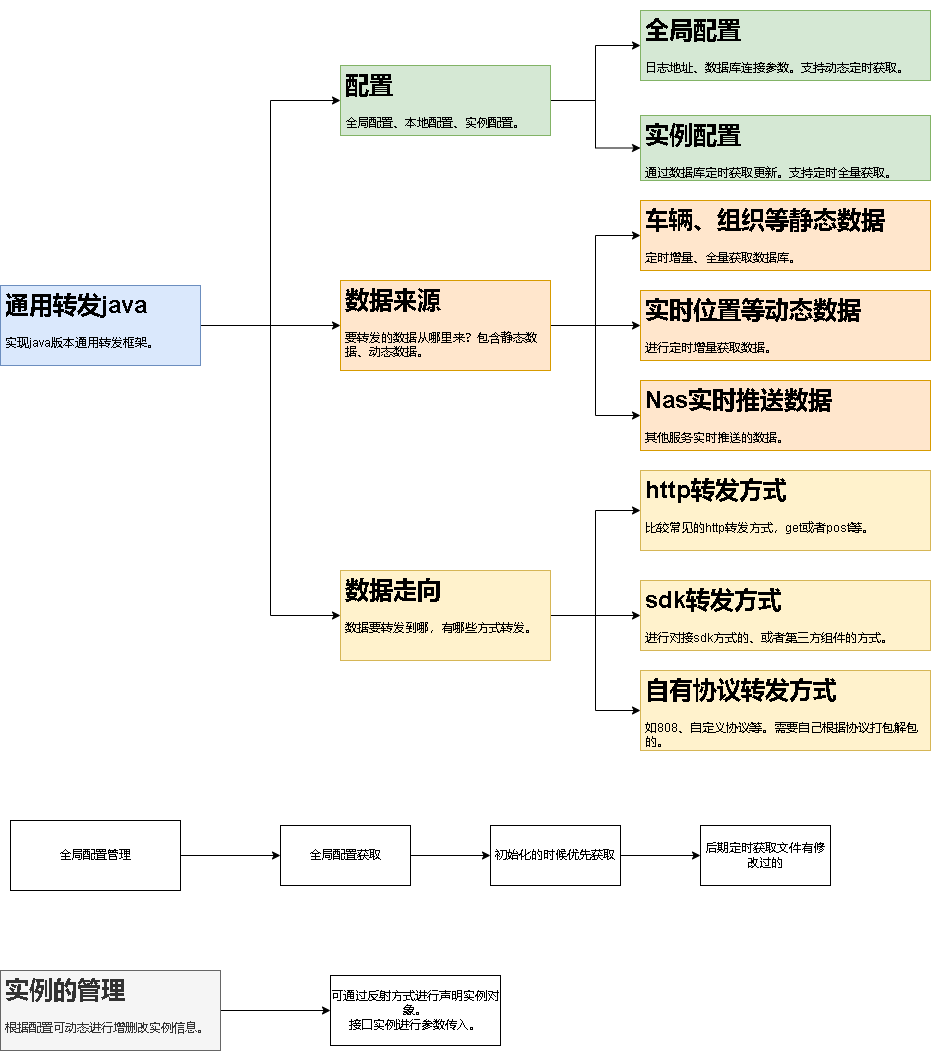 全局配置
日志地址、数据库连接参数。支持动态定时获取。
配置
全局配置、本地配置、实例配置。
实例配置
通过数据库定时获取更新。支持定时全量获取。
车辆、组织等静态数据
定时增量、全量获取数据库。
通用转发java
实现java版本通用转发框架。
数据来源
要转发的数据从哪里来？包含静态数
据、动态数据。
实时位置等动态数据
进行定时增量获取数据。
Nas实时推送数据
其他服务实时推送的数据。
http转发方式
比较常见的http转发方式，get或者post等。
数据走向
数据要转发到哪，有哪些方式转发。
sdk转发方式
进行对接sdk方式的、或者第三方组件的方式。
自有协议转发方式
如808、自定义协议等。需要自己根据协议打包解包
的。
全局配置管理
全局配置获取
初始化的时候优先获取
后期定时获取文件有修
改过的
实例的管理
根据配置可动态进行增删改实例信息。
可通过反射方式进行声明实例对
象。
接口实例进行参数传入。